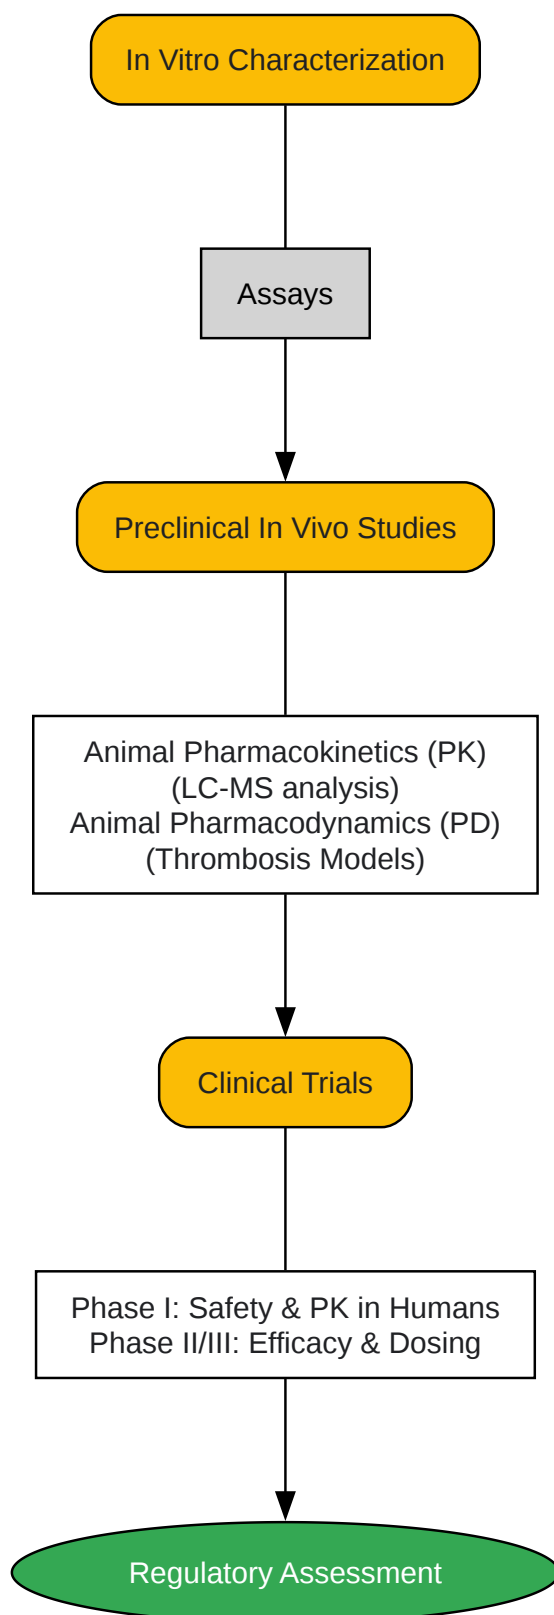 In Vitro Characterization
Assays
Preclinical In Vivo Studies
Animal Pharmacokinetics (PK)
(LC-MS analysis)
Animal Pharmacodynamics (PD)
(Thrombosis Models)
Clinical Trials
Phase I: Safety & PK in Humans
Phase II/III: Efficacy & Dosing
Regulatory Assessment